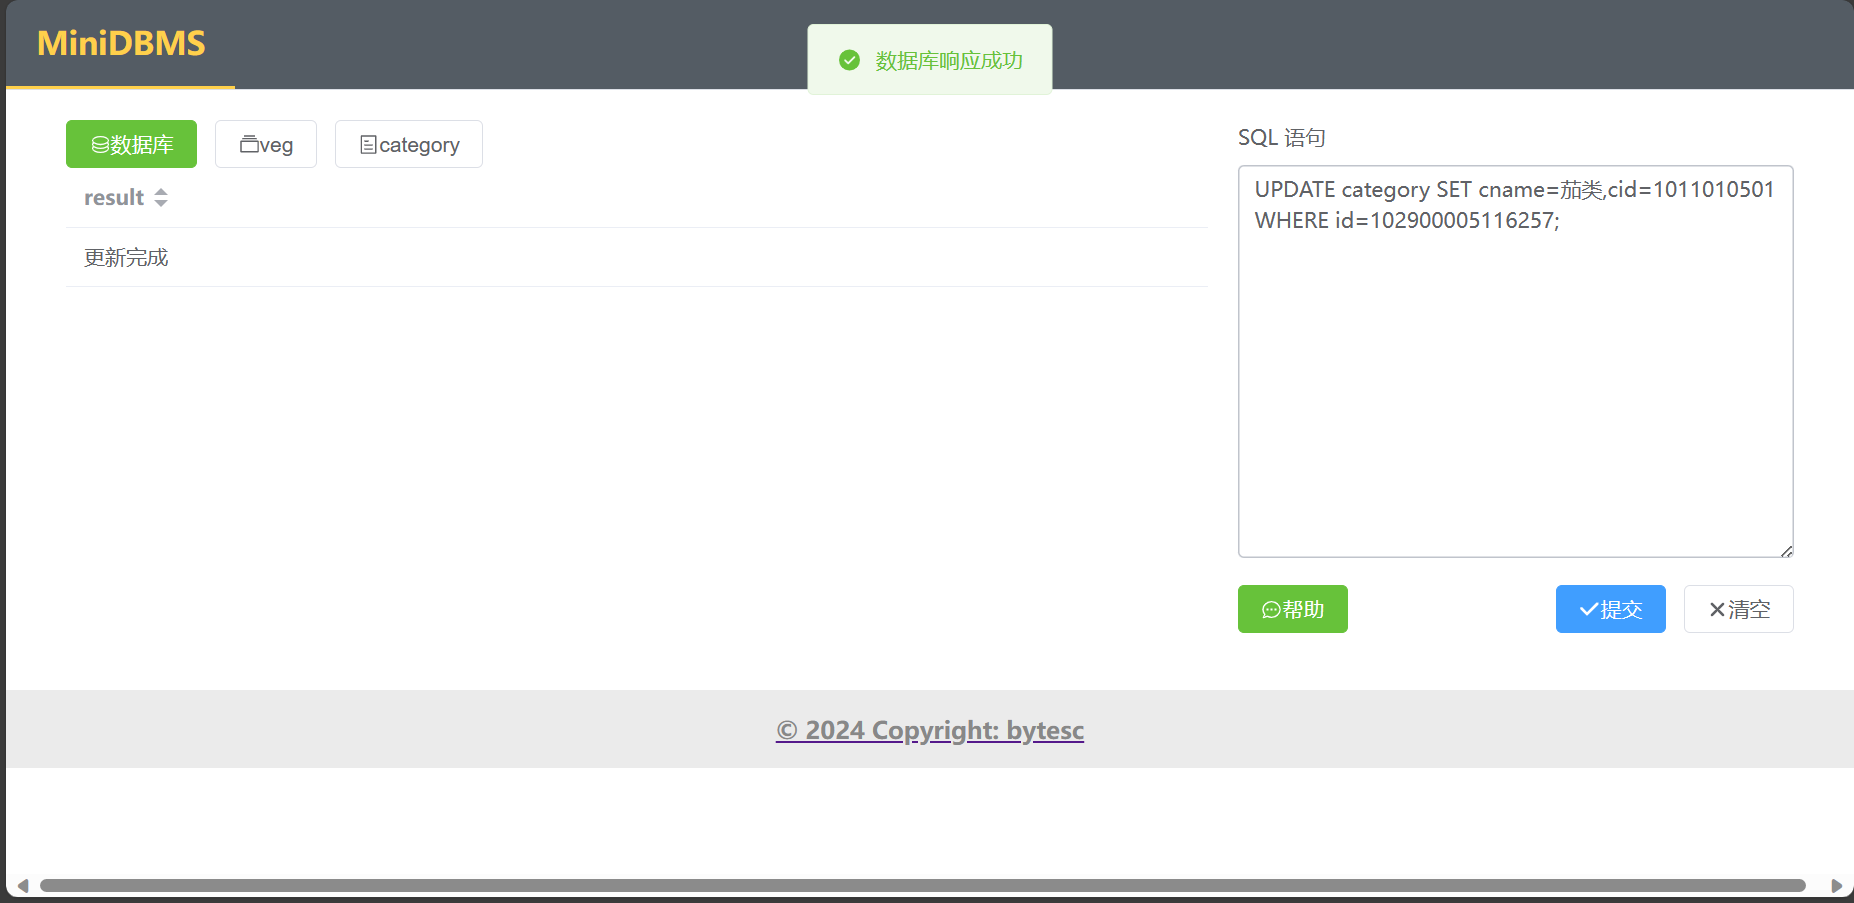 MiniDBMS
数据库响应成功
数据库
veg
category
result
更新完成
SQL 语句
UPDATE category SET cname=茄类,cid=1011010501
WHERE id=102900005116257;
帮助
提交
清空
© 2024 Copyright: bytesc